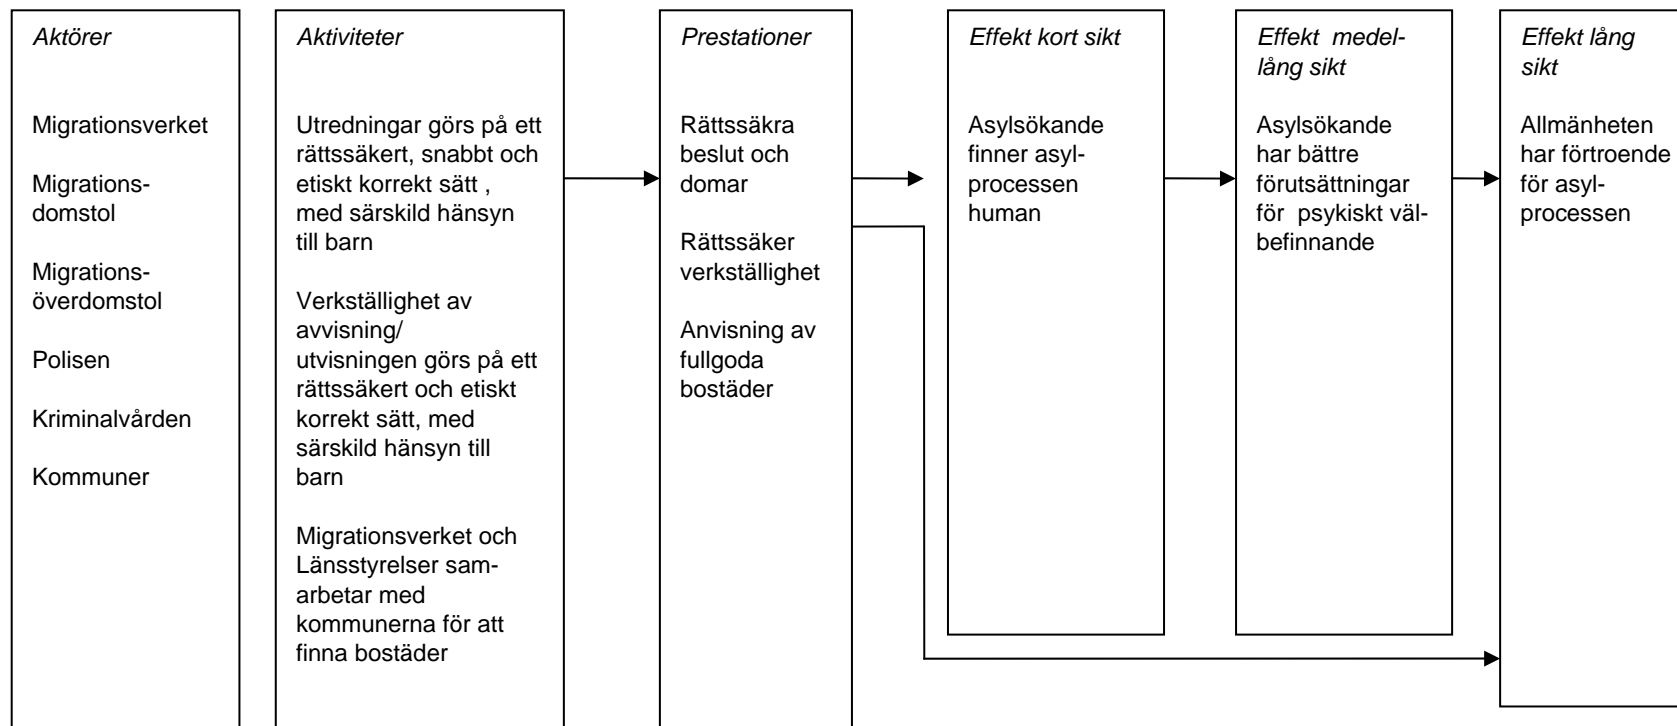 Aktörer
Migrationsverket
Migrations-
domstol
Migrations-
överdomstol
Polisen
Kriminalvården
Kommuner
Aktiviteter
Utredningar görs på ett
rättssäkert, snabbt och
etiskt korrekt sätt ,
med särskild hänsyn
till barn
Verkställighet av
avvisning/
utvisningen görs på ett
rättssäkert och etiskt
korrekt sätt, med
särskild hänsyn till
barn
Migrationsverket och
Länsstyrelser sam-
arbetar med
kommunerna för att
finna bostäder
Prestationer
Rättssäkra
beslut och
domar
Rättssäker
verkställighet
Anvisning av
fullgoda
bostäder
Effekt kort sikt
Asylsökande
finner asyl-
processen
human
Effekt  medel-
lång sikt
Asylsökande
har bättre
förutsättningar
för  psykiskt väl-
befinnande
Effekt lång
sikt
Allmänheten
har förtroende
för asyl-
processen